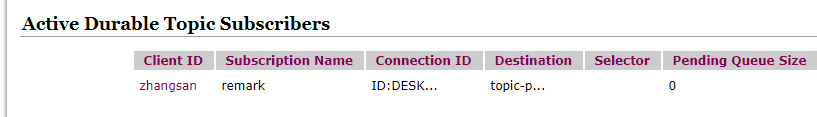 Active Durable Topic Subscribers
Client ID Subscription Name Connection ID Destination Selector Pending Queue Size
zhangsan remark ID:DESK... topic-p... 0